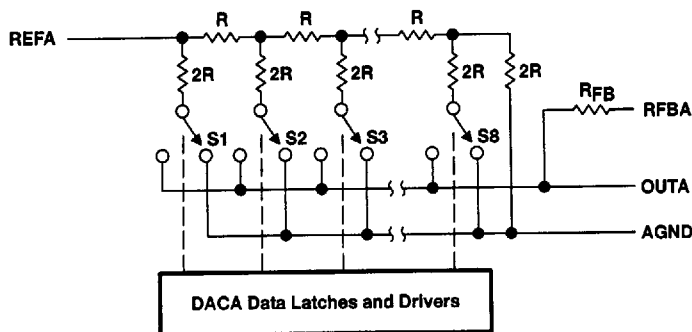 R R R
REFA
2R 2R 2R 2R 2R
RFB
RFBA
S1 S2 S3 S8
OUTA
AGND
DACA Data Latches and Drivers